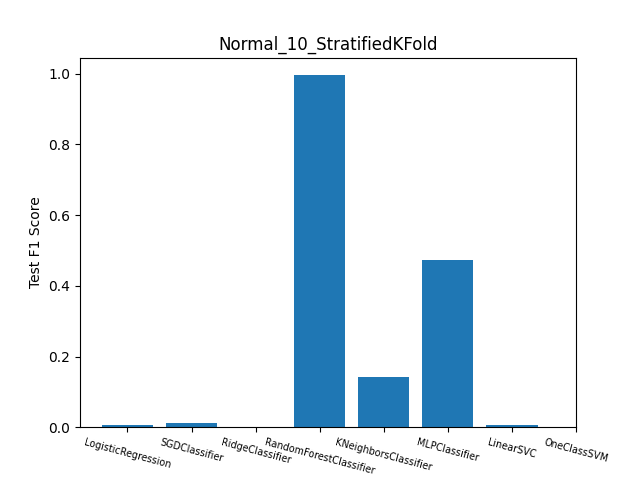 Normal_10_StratifiedKFold
Test F1 Score
1.0
0.8
0.6
0.4
0.2
0.0
LogisticRegression
SGDClassifier
RidgeClassifier
RandomForestClassifier
KNeighborsClassifier
MLPClassifier
LinearSVC
OneClassSVM